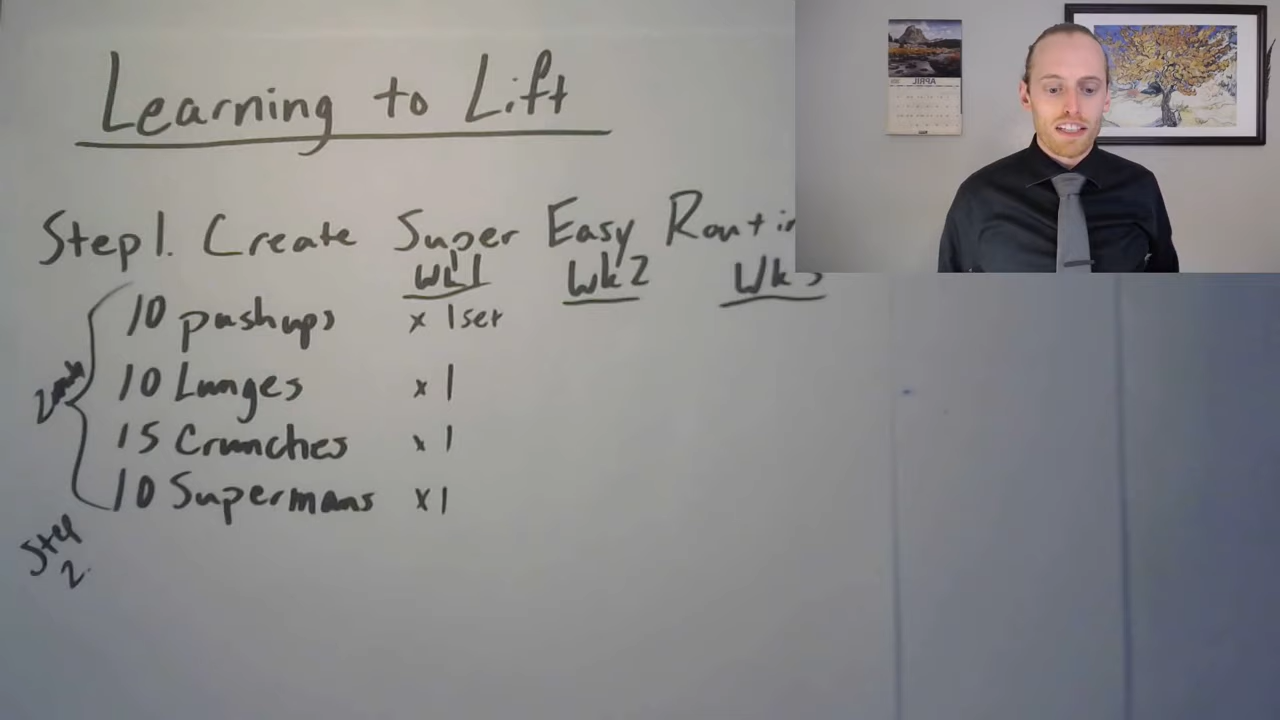 Learning to Lift
Step 1. Create Super Easy Routin
Wk1 Wk2 Wk3
10 pushups x 1 set
10 Lunges x 1
15 Crunches x 1
10 Supermans x 1
Step
2.
APRIL